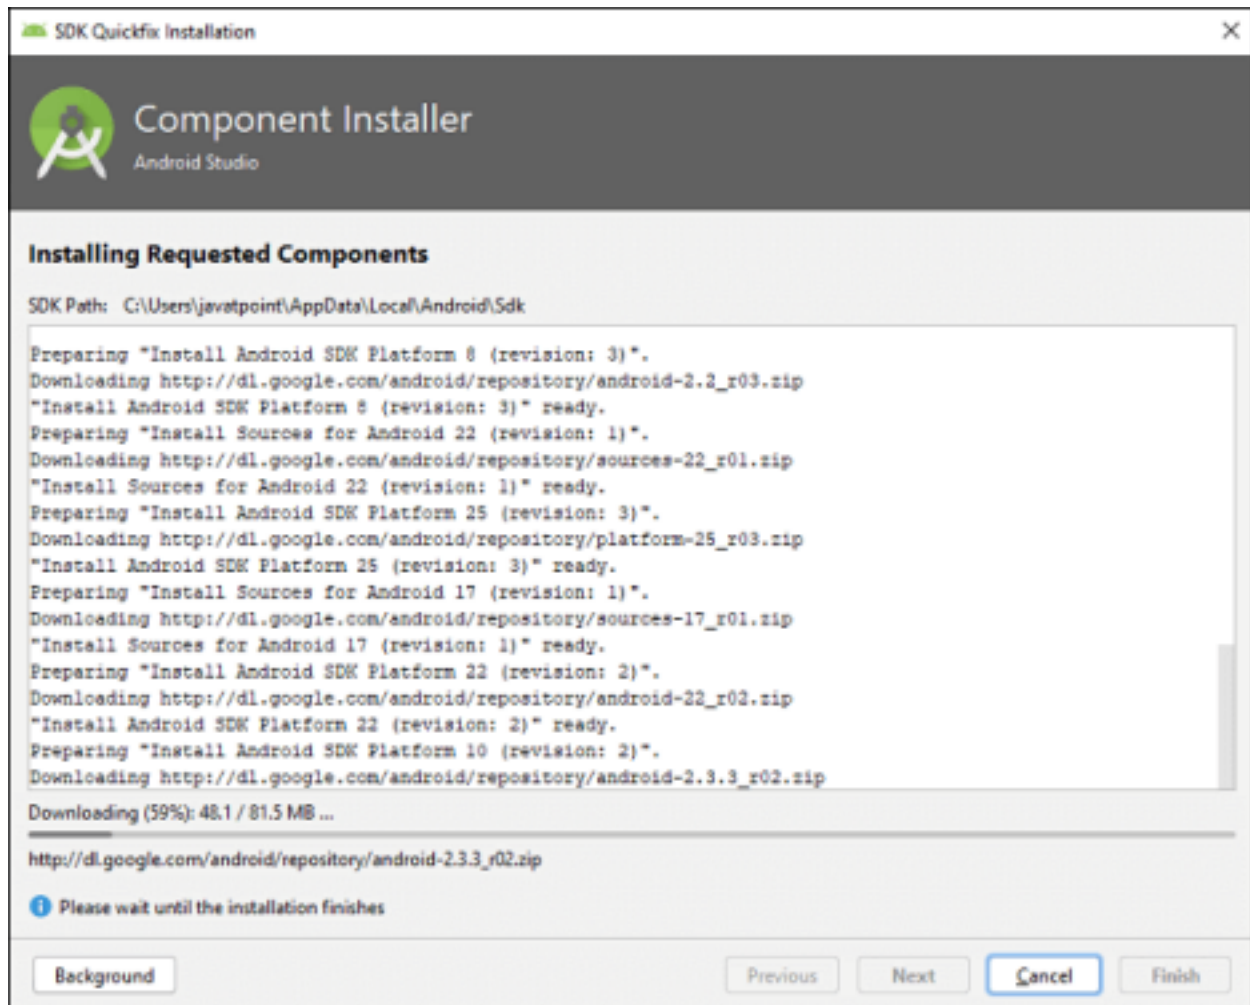 SDK Quickfix Installation
Component Installer
Android Studio
Installing Requested Components
SDK Path: C:\Users\javatpoint\AppData\Local\Android\Sdk
Preparing "Install Android SDK Platform 8 (revision: 3)".
Downloading http://dl.google.com/android/repository/android-2.2_r03.zip
"Install Android SDK Platform 8 (revision: 3)" ready.
Preparing "Install Sources for Android 22 (revision: 1)".
Downloading http://dl.google.com/android/repository/sources-22_r01.zip
"Install Sources for Android 22 (revision: 1)" ready.
Preparing "Install Android SDK Platform 25 (revision: 3)".
Downloading http://dl.google.com/android/repository/platform-25_r03.zip
"Install Android SDK Platform 25 (revision: 3)" ready.
Preparing "Install Sources for Android 17 (revision: 1)".
Downloading http://dl.google.com/android/repository/sources-17_r01.zip
"Install Sources for Android 17 (revision: 1)" ready.
Preparing "Install Android SDK Platform 22 (revision: 2)".
Downloading http://dl.google.com/android/repository/android-22_r02.zip
"Install Android SDK Platform 22 (revision: 2)" ready.
Preparing "Install Android SDK Platform 10 (revision: 2)".
Downloading http://dl.google.com/android/repository/android-2.3.3_r02.zip
Downloading (59%): 48.1 / 81.5 MB ...
http://dl.google.com/android/repository/android-2.3.3_r02.zip
Please wait until the installation finishes
Background Previous Next Cancel Finish